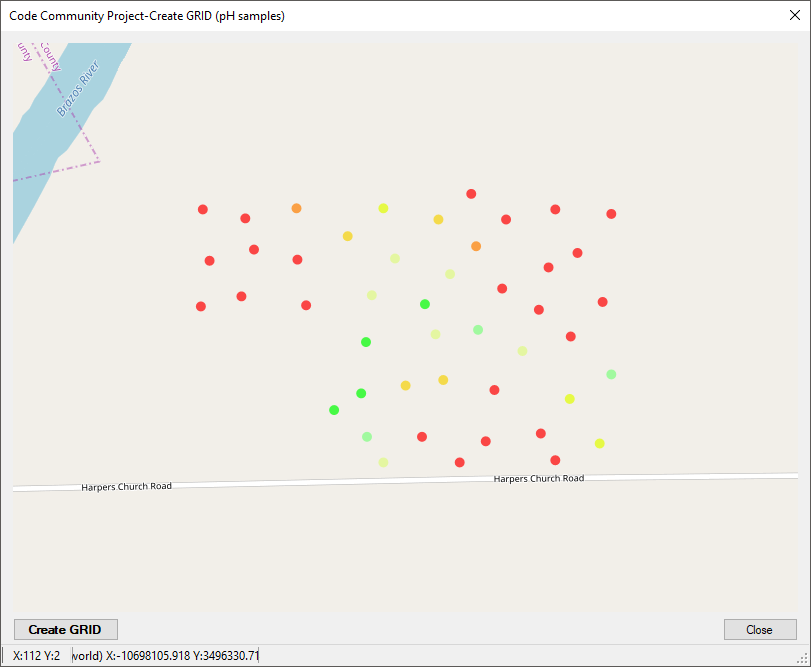 Code Community Project-Create GRID (pH samples)
unty
County
Brazos River
Harpers Church Road
Harpers Church Road
Create GRID
Close
X:112 Y:2
vorld) X:-10698105.918 Y:3496330.71